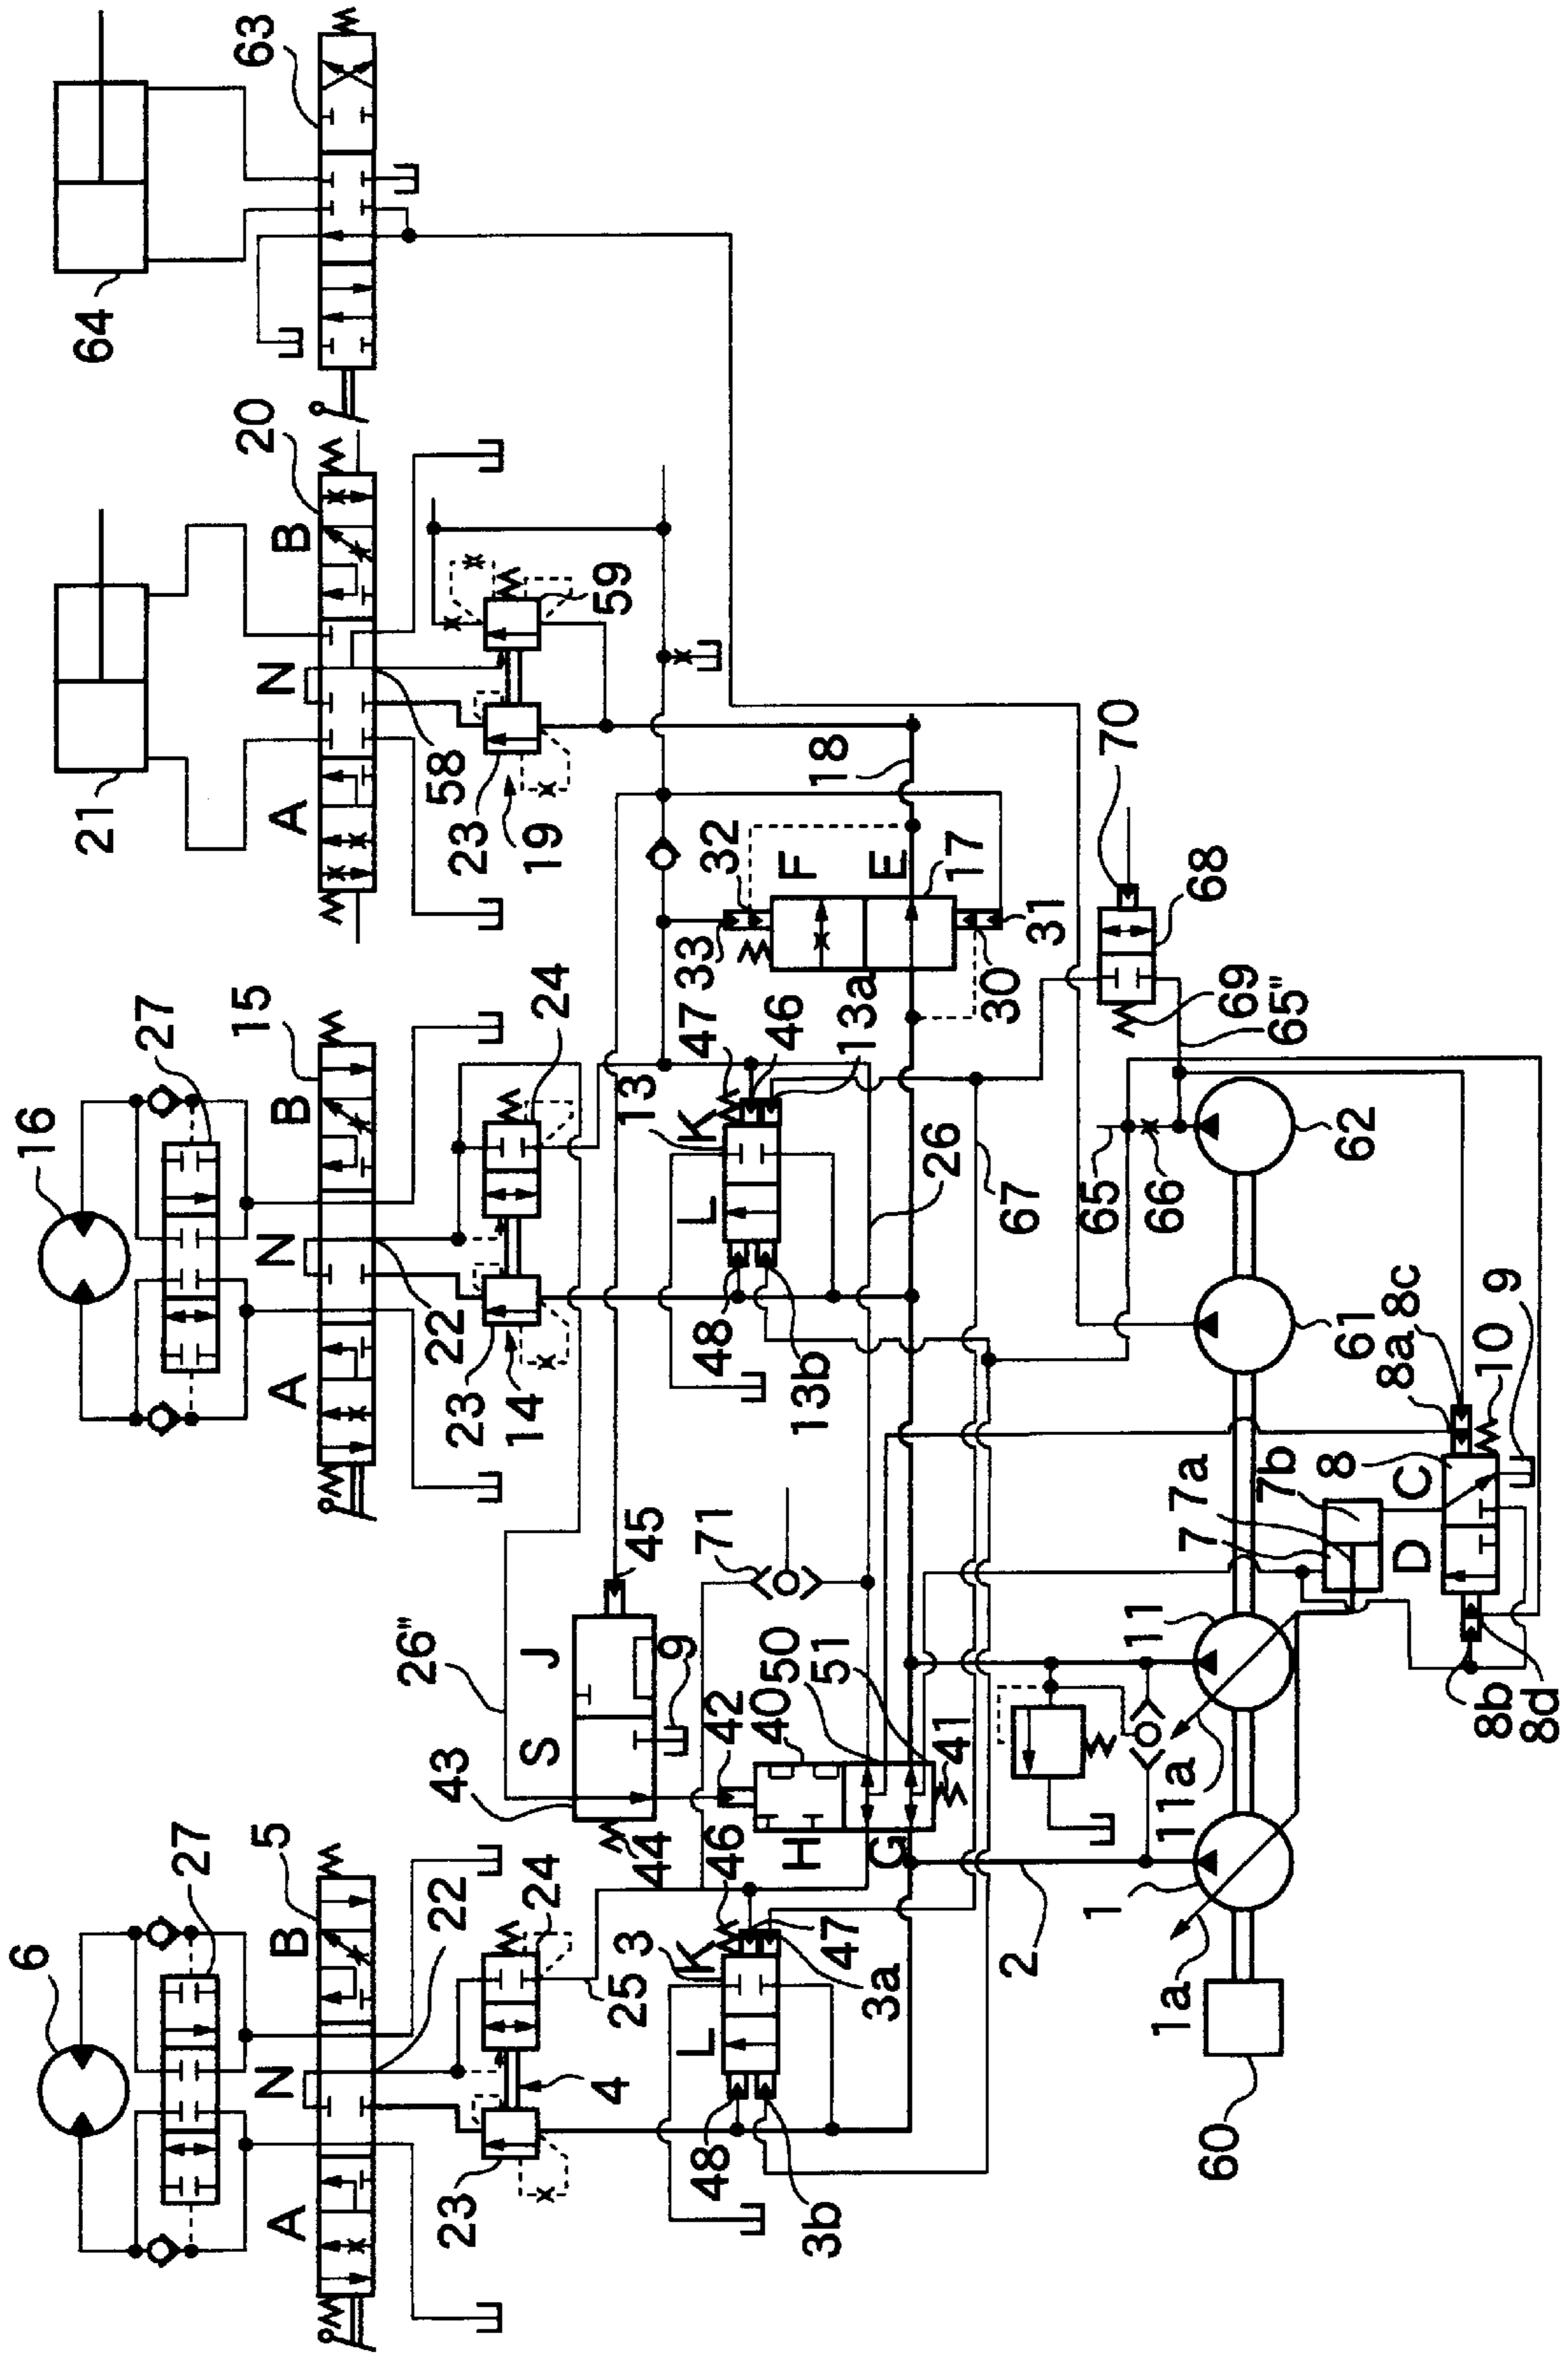 63
64
20
B
N
58
A
21
59
23
19
18
70
32
F
E
17
33
31
30
68
69
65"
27
15
24
16
B
N
22
A
23
14
47
46
13a
13
K
L
26
67
65
66
62
48
13b
61
8a
8c
9
10
8
7b
7a
7
C
D
45
71
26"
J
S
9
43
44
42
40
50
51
41
H
G
11
11a
8b
8d
5
27
6
B
N
22
A
24
25
23
4
46
3
K
47
3a
L
48
3b
2
1
1a
60